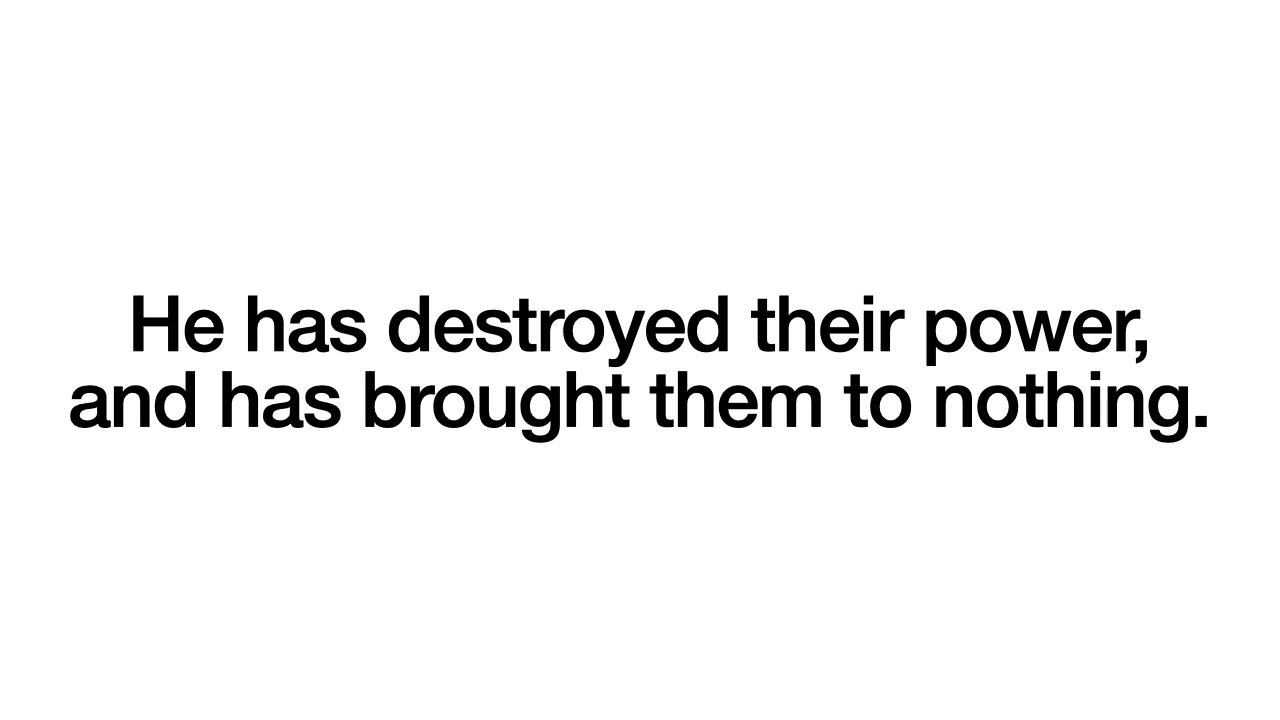 He has destroyed their power,
and has brought them to nothing.